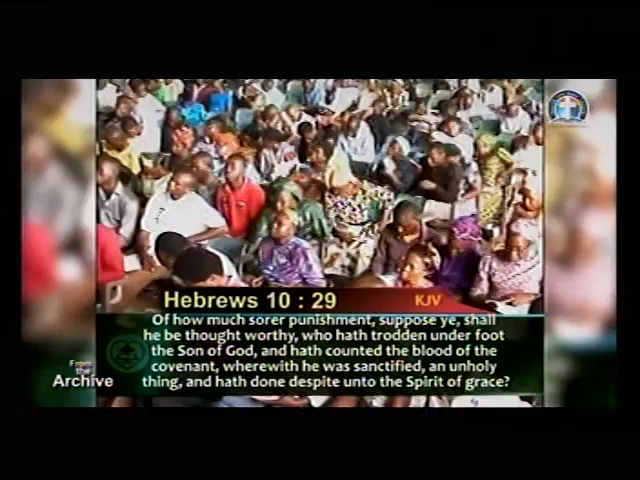 Hebrews 10 : 29
KJV
Of how much sorer punishment, suppose ye, shall
he be thought worthy, who hath trodden under foot
the Son of God, and hath counted the blood of the
covenant, wherewith he was sanctified, an unholy
thing, and hath done despite unto the Spirit of grace?
From
the
Archive